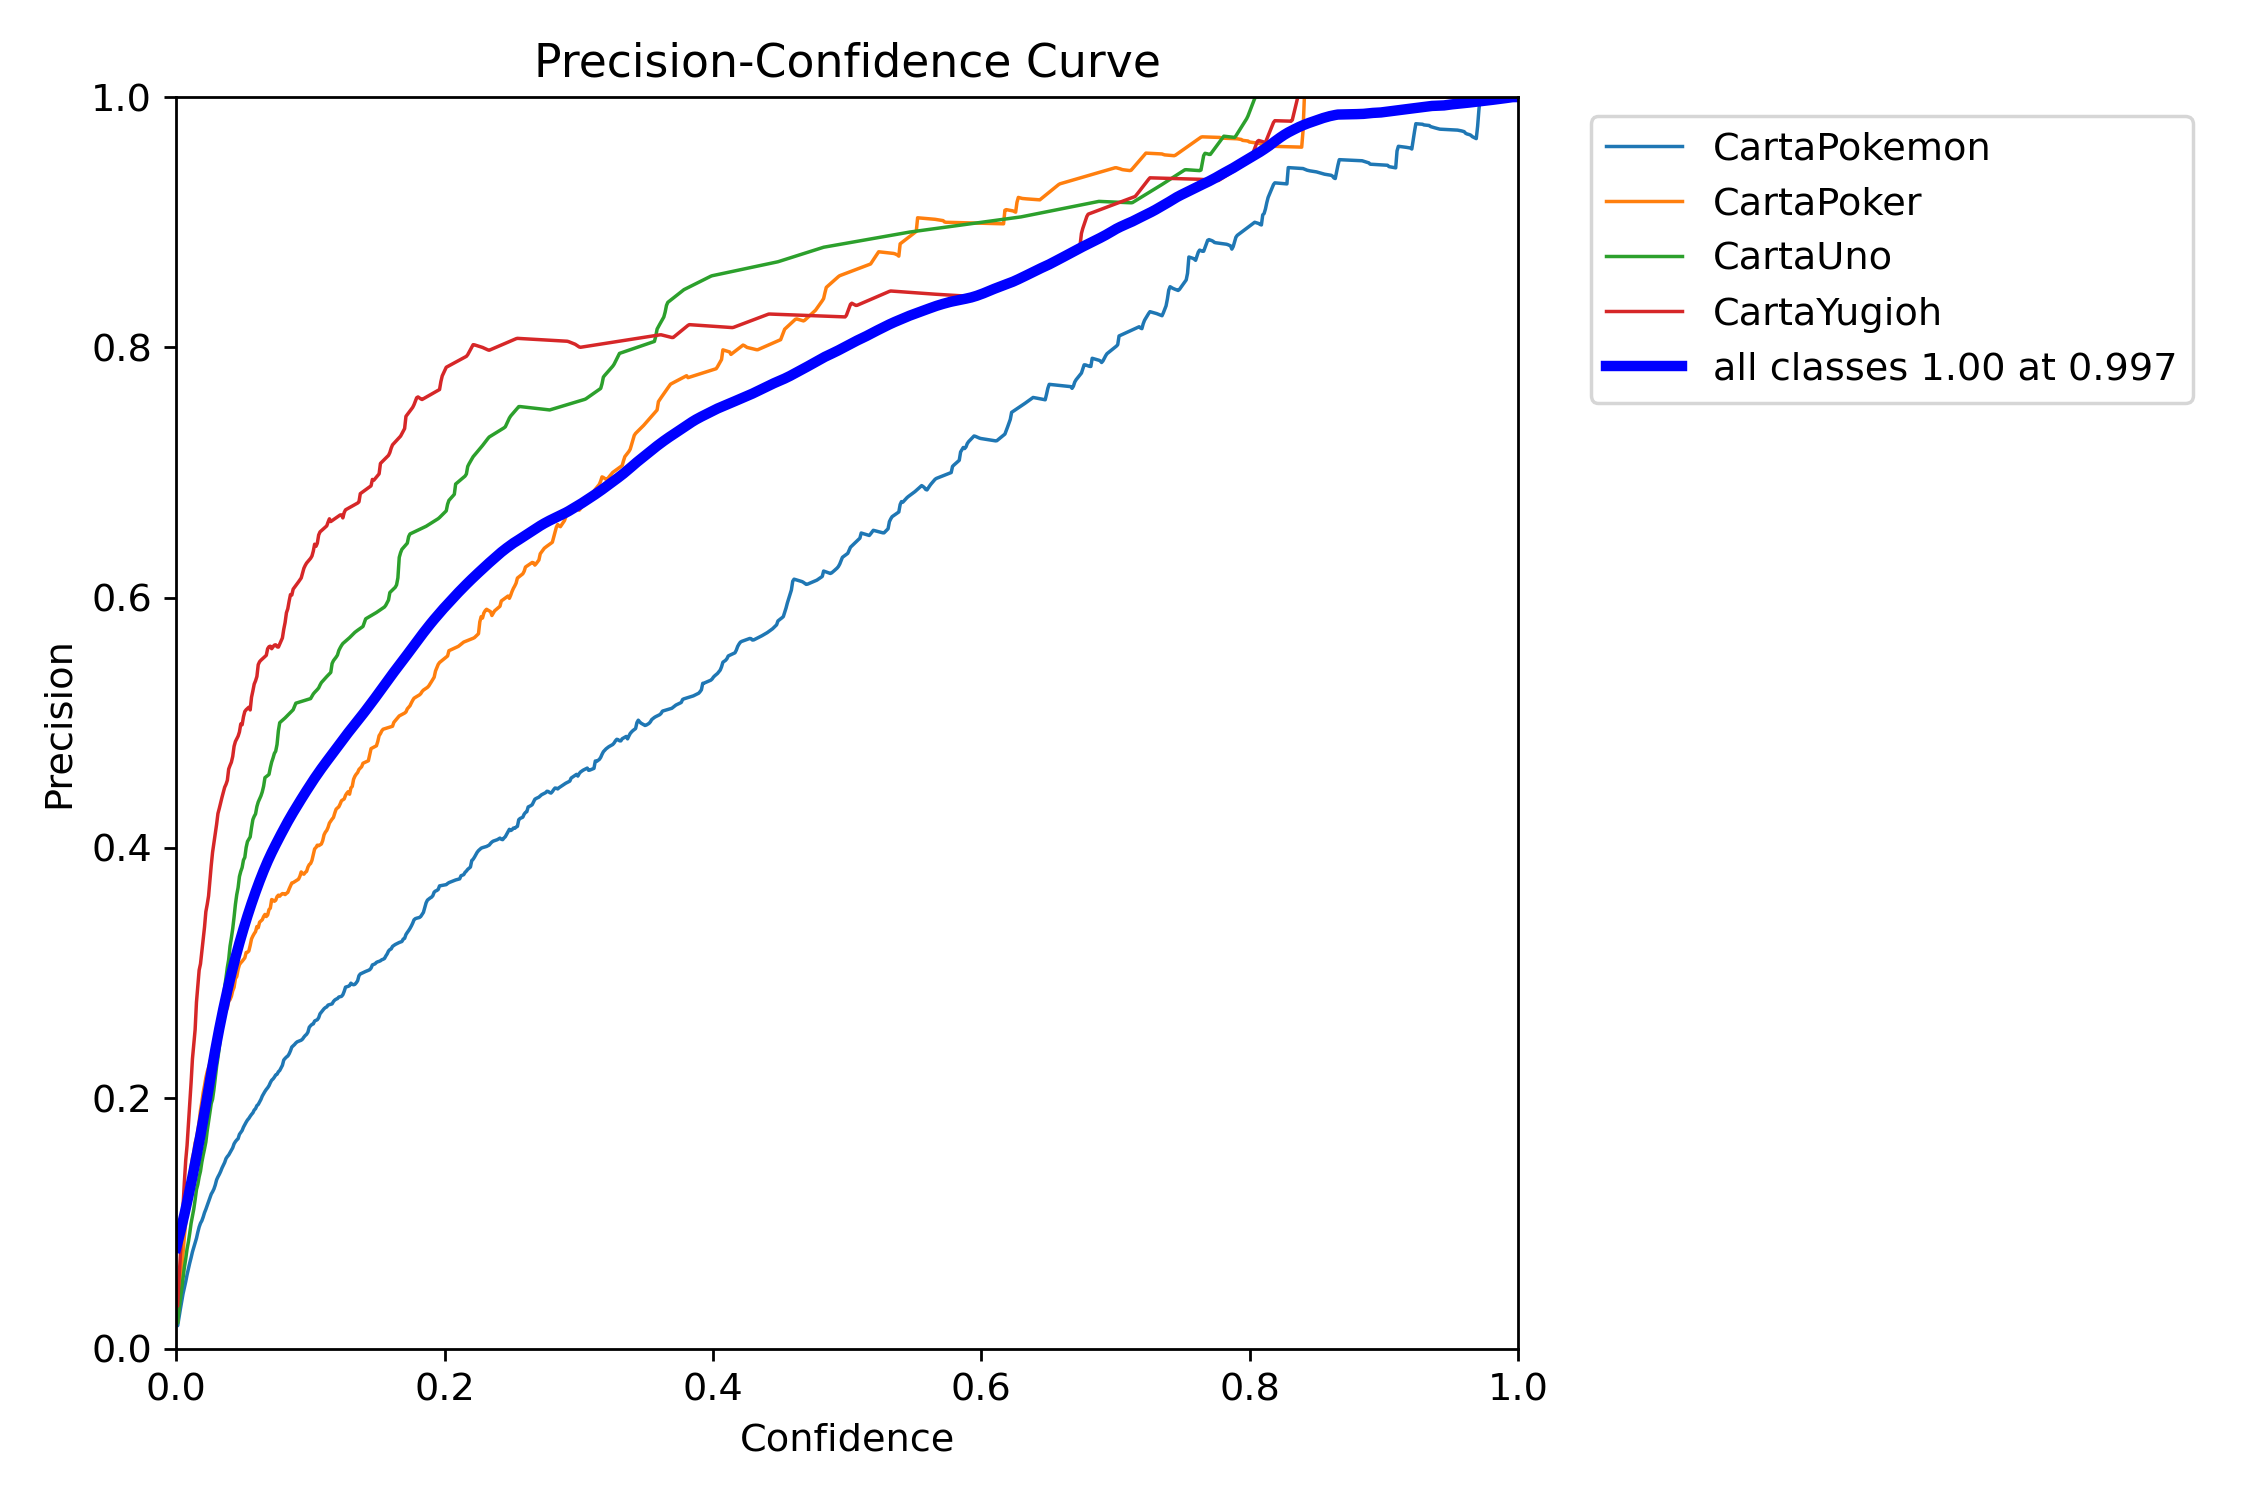 Precision-Confidence Curve
1.0
0.8
0.6
0.4
0.2
0.0
Precision
0.0 0.2 0.4 0.6 0.8 1.0
Confidence
CartaPokemon
CartaPoker
CartaUno
CartaYugioh
all classes 1.00 at 0.997